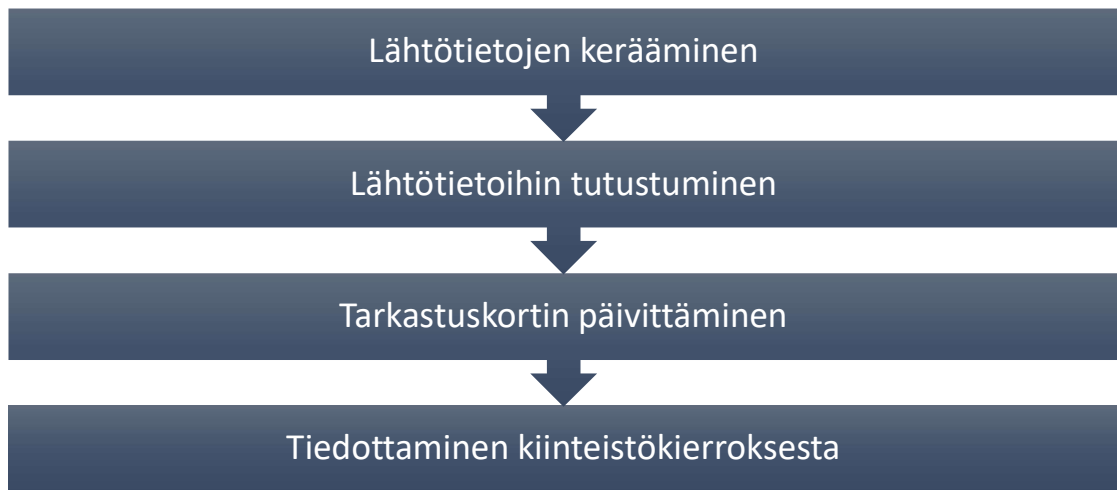 Lähtötietojen kerääminen
Lähtötietoihin tutustuminen
Tarkastuskortin päivittäminen
Tiedottaminen kiinteistökierroksesta